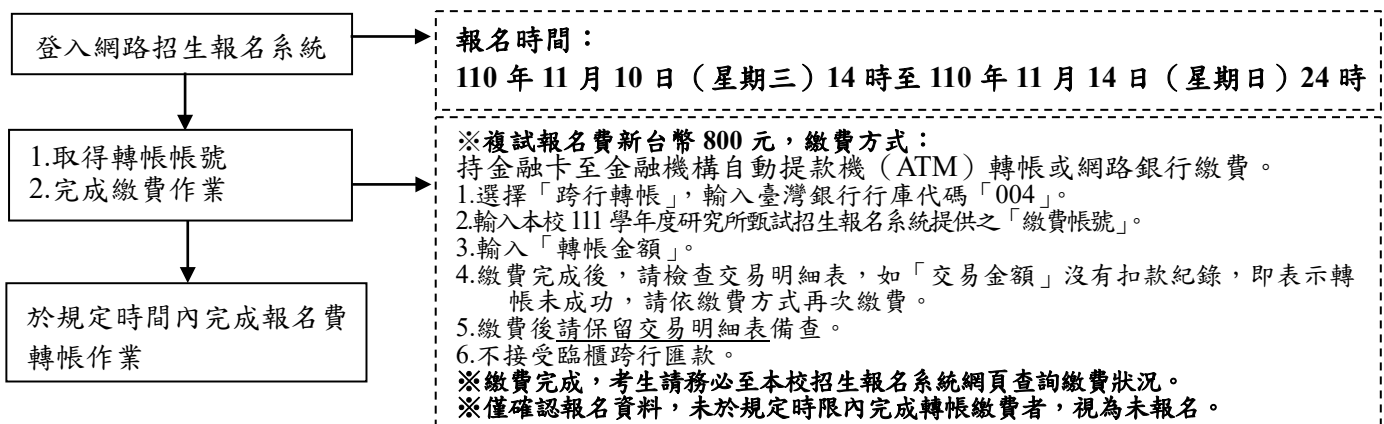 登入網路招生報名系統
報名時間：
110 年 11 月 10 日（星期三）14 時至 110 年 11 月 14 日（星期日）24 時
1.取得轉帳帳號
2.完成繳費作業
※複試報名費新台幣 800 元，繳費方式：
持金融卡至金融機構自動提款機（ATM）轉帳或網路銀行繳費。
1.選擇「跨行轉帳」，輸入臺灣銀行行庫代碼「004」。
2.輸入本校 111 學年度研究所甄試招生報名系統提供之「繳費帳號」。
3.輸入「轉帳金額」。
4.繳費完成後，請檢查交易明細表，如「交易金額」沒有扣款紀錄，即表示轉
帳未成功，請依繳費方式再次繳費。
5.繳費後請保留交易明細表備查。
6.不接受臨櫃跨行匯款。
※繳費完成，考生請務必至本校招生報名系統網頁查詢繳費狀況。
※僅確認報名資料，未於規定時限內完成轉帳繳費者，視為未報名。
於規定時間內完成報名費
轉帳作業